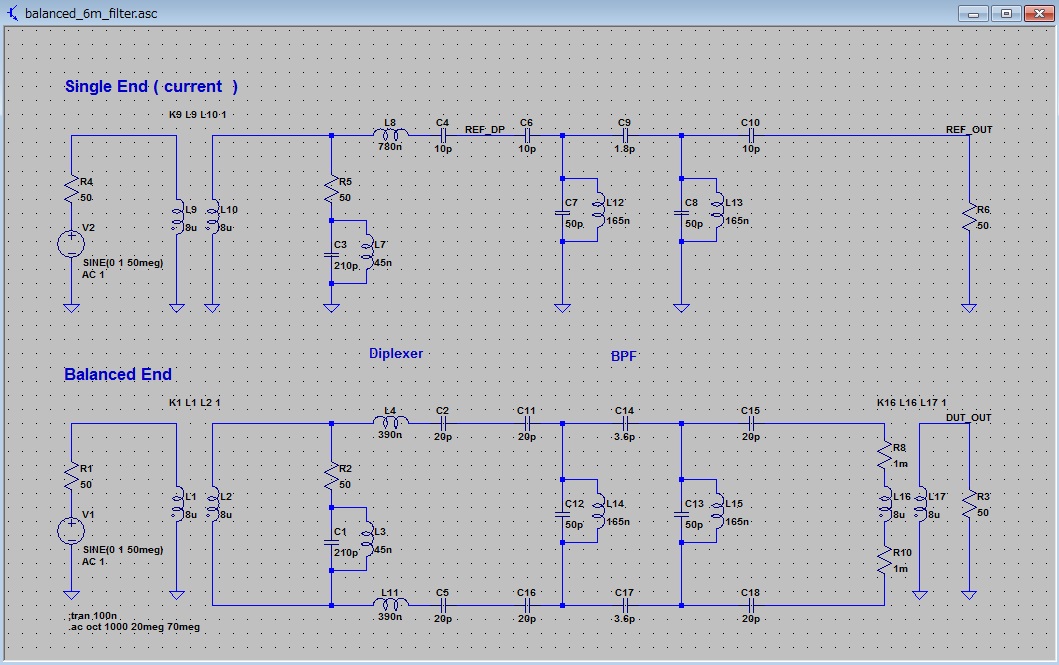 balanced_6m_filter.asc
Single End ( current )
K9 L9 L10 1
L8
780n
C4
10p
REF_DP
C6
10p
C9
1.8p
C10
10p
REF_OUT
R4
50
L9
8u
L10
8u
R5
50
C7
50p
L12
165n
C8
50p
L13
165n
R6
50
V2
SINE(0 1 50meg)
AC 1
C3
210p
L7
45n
Diplexer
BPF
Balanced End
K1 L1 L2 1
L4
390n
C2
20p
C11
20p
C14
3.6p
C15
20p
K16 L16 L17 1
DUT_OUT
R1
50
L1
8u
L2
8u
R2
50
C12
50p
L14
165n
C13
50p
L15
165n
R8
1m
L16
8u
L17
8u
R3
50
V1
SINE(0 1 50meg)
AC 1
C1
210p
L3
45n
R10
1m
L11
390n
C5
20p
C16
20p
C17
3.6p
C18
20p
;tran 100n
.ac oct 1000 20meg 70meg